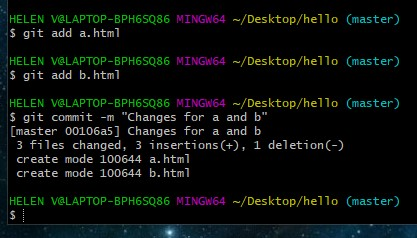 HELEN V@LAPTOP-BPH6SQ86 MINGW64 ~/Desktop/hello (master)
$ git add a.html
HELEN V@LAPTOP-BPH6SQ86 MINGW64 ~/Desktop/hello (master)
$ git add b.html
HELEN V@LAPTOP-BPH6SQ86 MINGW64 ~/Desktop/hello (master)
$ git commit -m "Changes for a and b"
[master 00106a5] Changes for a and b
3 files changed, 3 insertions(+), 1 deletion(-)
create mode 100644 a.html
create mode 100644 b.html
HELEN V@LAPTOP-BPH6SQ86 MINGW64 ~/Desktop/hello (master)
$